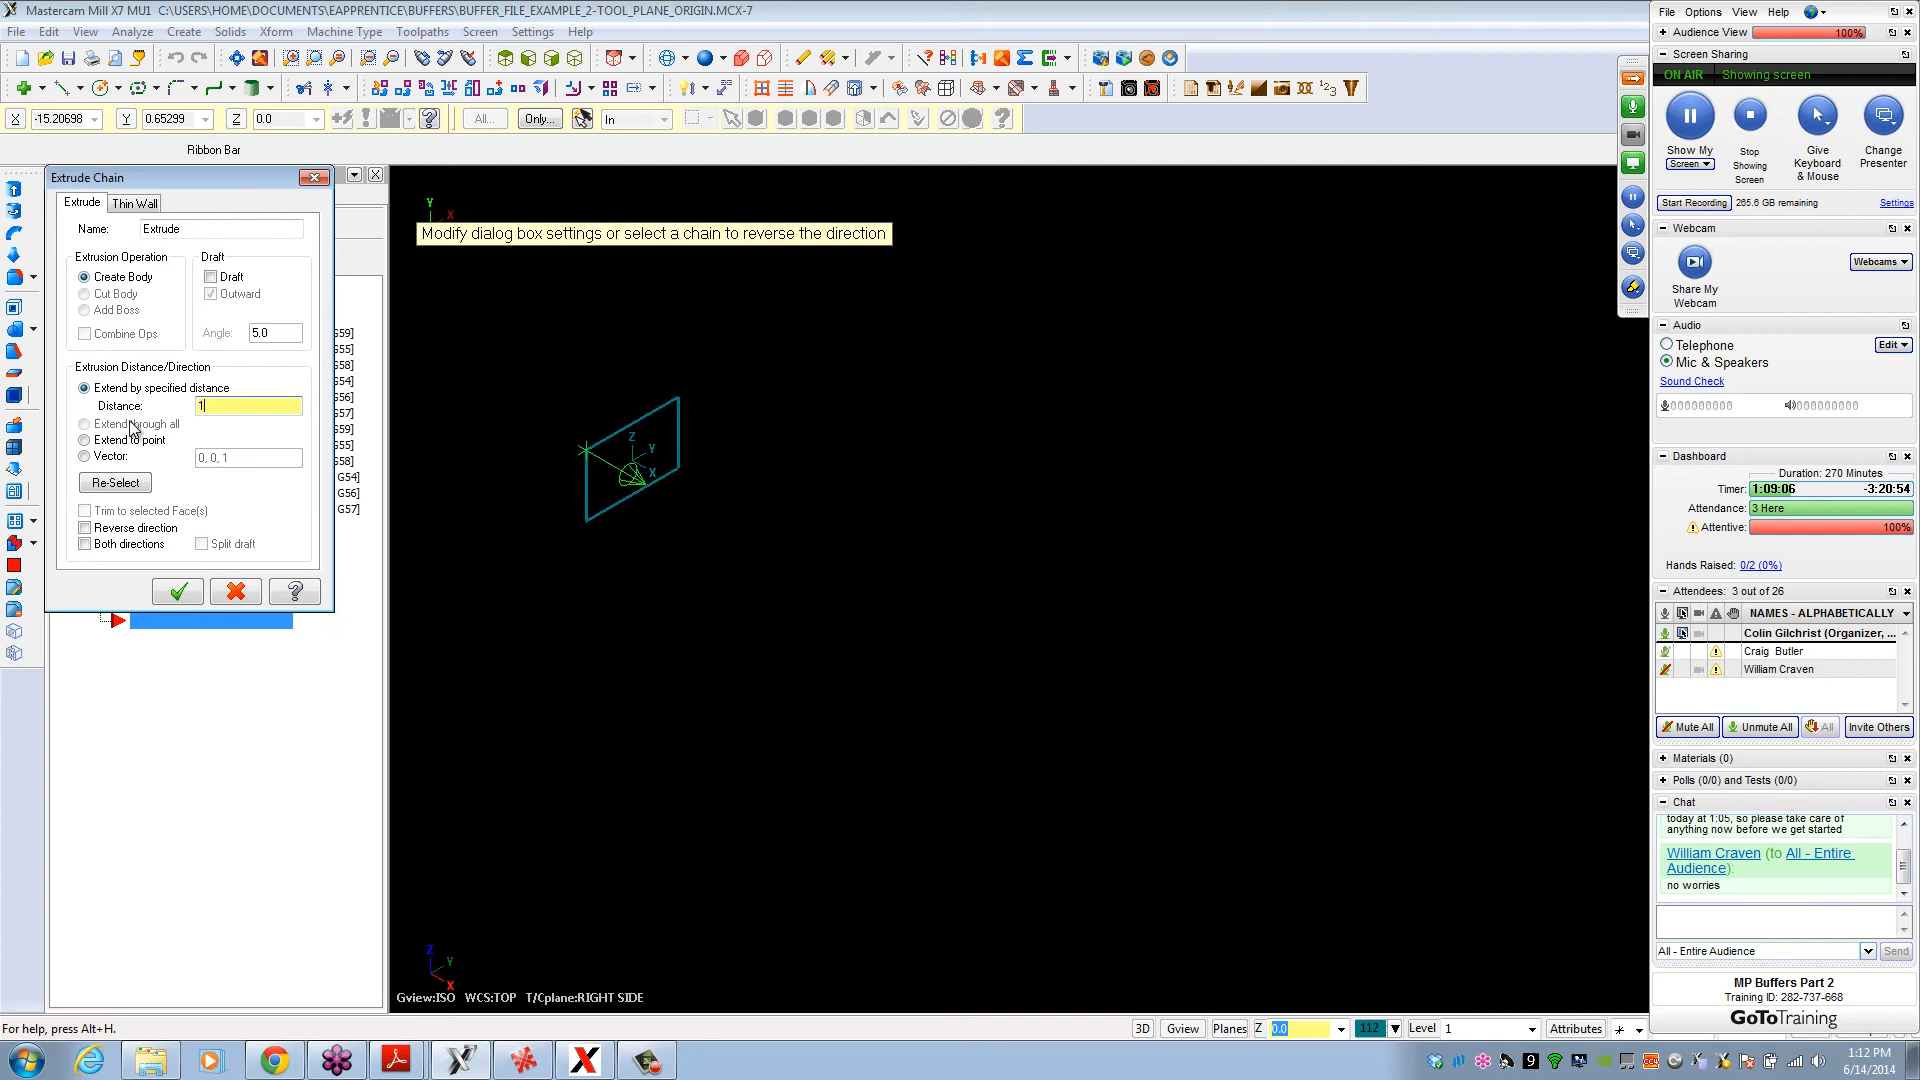 Mastercam Mill X7 MU1 C:\USERS\HOME\DOCUMENTS\EAPPRENTICE\BUFFERS\BUFFER_FILE_EXAMPLE_2-TOOL_PLANE_ORIGIN.MCX-7
File Edit View Analyze Create Solids Xform Machine Type Toolpaths Screen Settings Help
X -15.20698 Y 0.65299 Z 0.0 All... Only... In
Ribbon Bar
Extrude Chain
Extrude Thin Wall
Name: Extrude
Extrusion Operation
Create Body
Cut Body
Add Boss
Combine Ops
Draft
Draft
Outward
Angle: 5.0
Extrusion Distance/Direction
Extend by specified distance
Distance: 1
Extend through all
Extend to point
Vector: 0, 0, 1
Re-Select
Trim to selected Face(s)
Reverse direction
Both directions Split draft
G59]
G55]
G58]
G54]
G56]
G57]
G59]
G55]
G58]
G54]
G56]
G57]
Y
X
Modify dialog box settings or select a chain to reverse the direction
Z
Y
X
Z
Y
X
Gview:ISO WCS:TOP T/Cplane:RIGHT SIDE
For help, press Alt+H.
3D Gview Planes Z 0.0 112 Level 1 Attributes
File Options View Help
Audience View 100%
Screen Sharing
ON AIR Showing screen
Show My
Screen
Stop
Showing
Screen
Give
Keyboard
& Mouse
Change
Presenter
Start Recording 265.6 GB remaining Settings
Webcam
Share My
Webcam
Webcams
Audio
Telephone Edit
Mic & Speakers
Sound Check
Dashboard
Duration: 270 Minutes
Timer: 1:09:06 -3:20:54
Attendance: 3 Here
Attentive: 100%
Hands Raised: 0/2 (0%)
Attendees: 3 out of 26
NAMES - ALPHABETICALLY
Colin Gilchrist (Organizer, ...
Craig Butler
William Craven
Mute All Unmute All All Invite Others
Materials (0)
Polls (0/0) and Tests (0/0)
Chat
today at 1:05, so please take care of
anything now before we get started
William Craven (to All - Entire
Audience):
no worries
All - Entire Audience Send
MP Buffers Part 2
Training ID: 282-737-668
GoToTraining
1:12 PM
6/14/2014